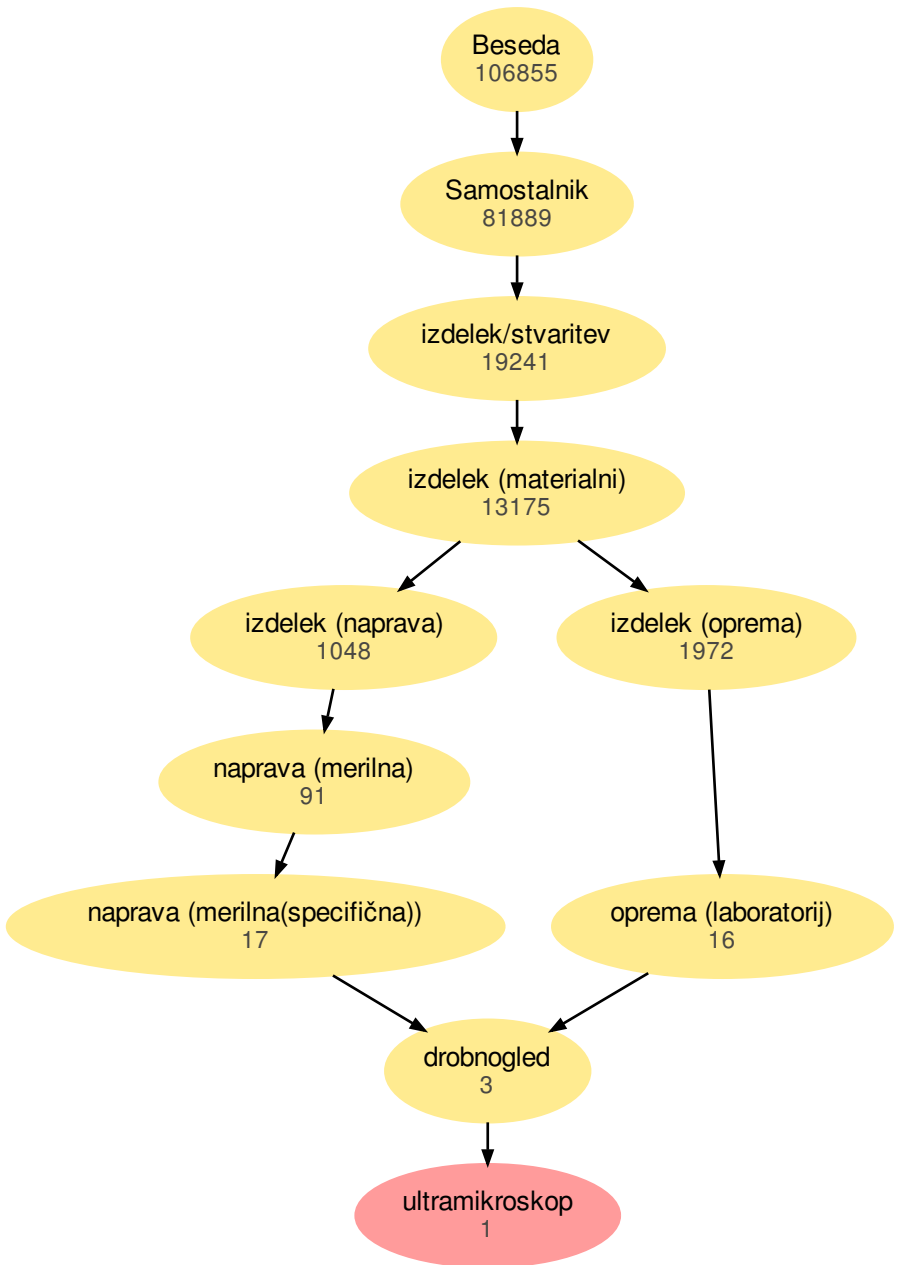 Beseda
106855
Samostalnik
81889
izdelek/stvaritev
19241
izdelek (materialni)
13175
izdelek (naprava)
1048
izdelek (oprema)
1972
naprava (merilna)
91
naprava (merilna(specifična))
17
oprema (laboratorij)
16
drobnogled
3
ultramikroskop
1